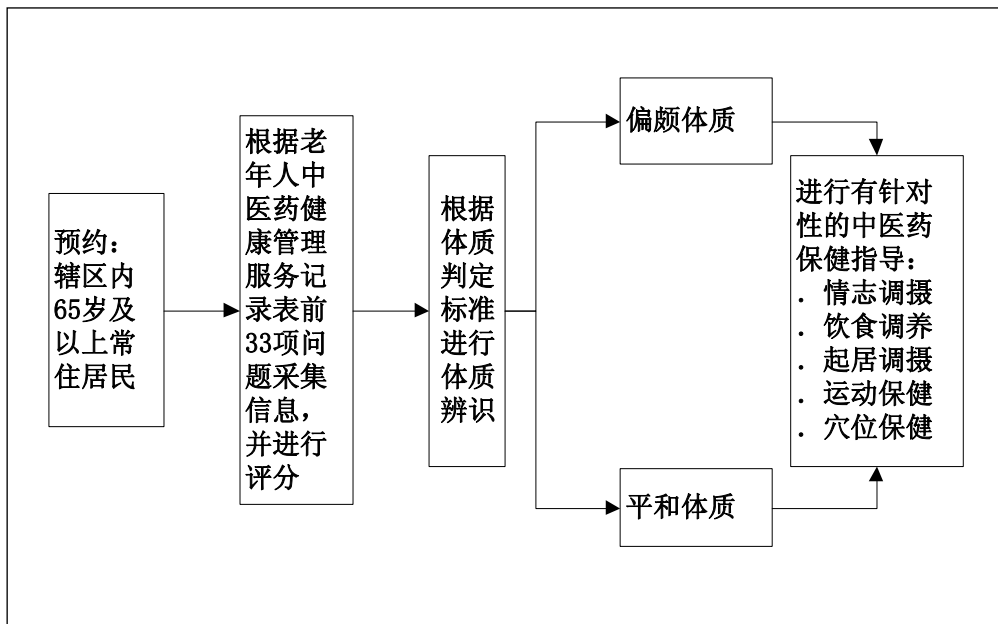 预约：
辖区内
65岁及
以上常
住居民
根据老
年人中
医药健
康管理
服务记
录表前
33项问
题采集
信息，
并进行
评分
根据
体质
判定
标准
进行
体质
辨识
偏颇体质
平和体质
进行有针对
性的中医药
保健指导：
．情志调摄
．饮食调养
．起居调摄
．运动保健
．穴位保健